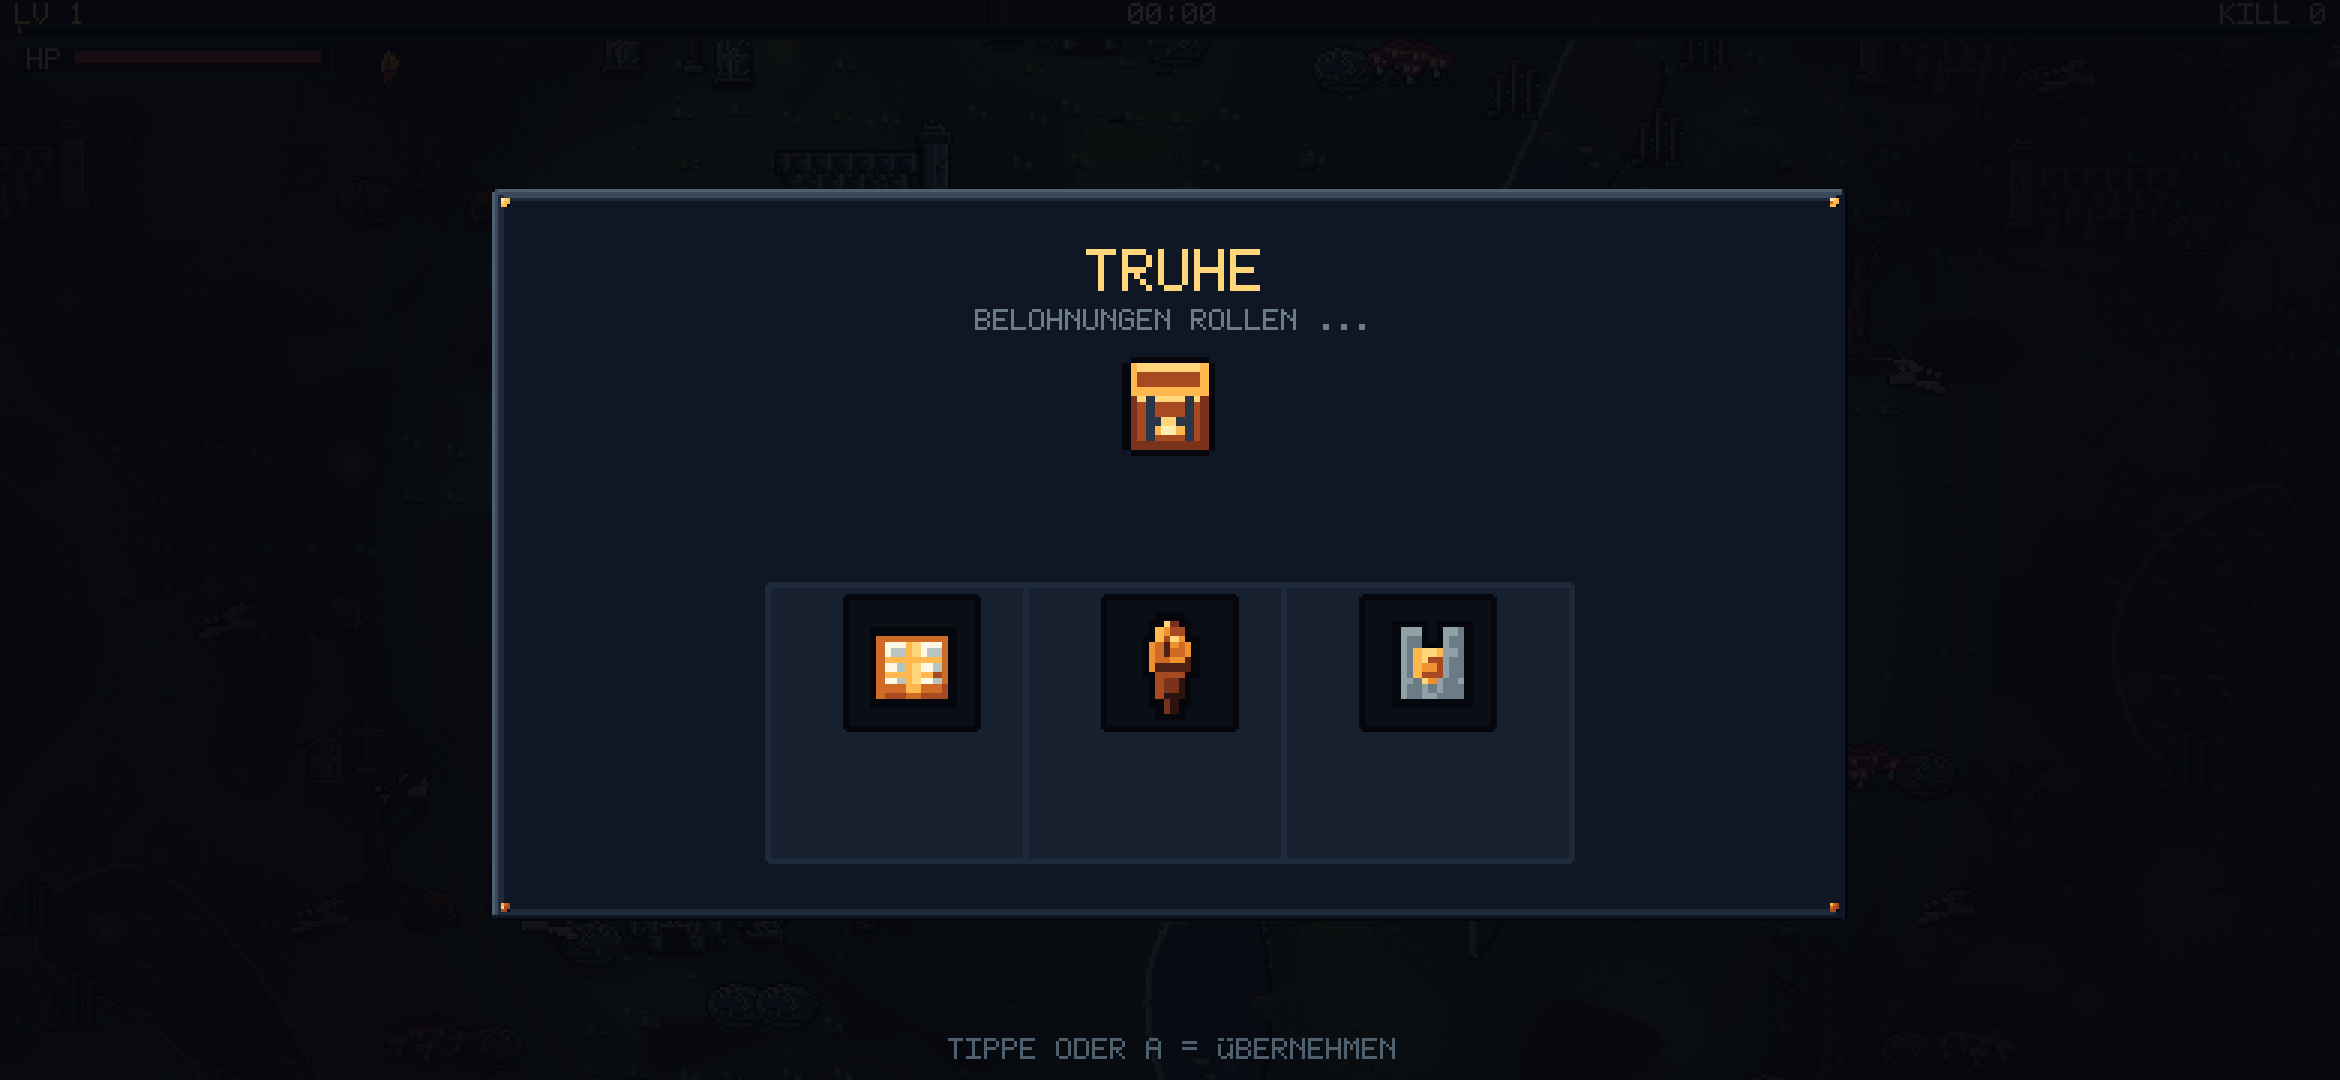 LV 1
00:00
KILL 0
HP
TRUHE
BELOHNUNGEN ROLLEN ...
TIPPE ODER A = üBERNEHMEN